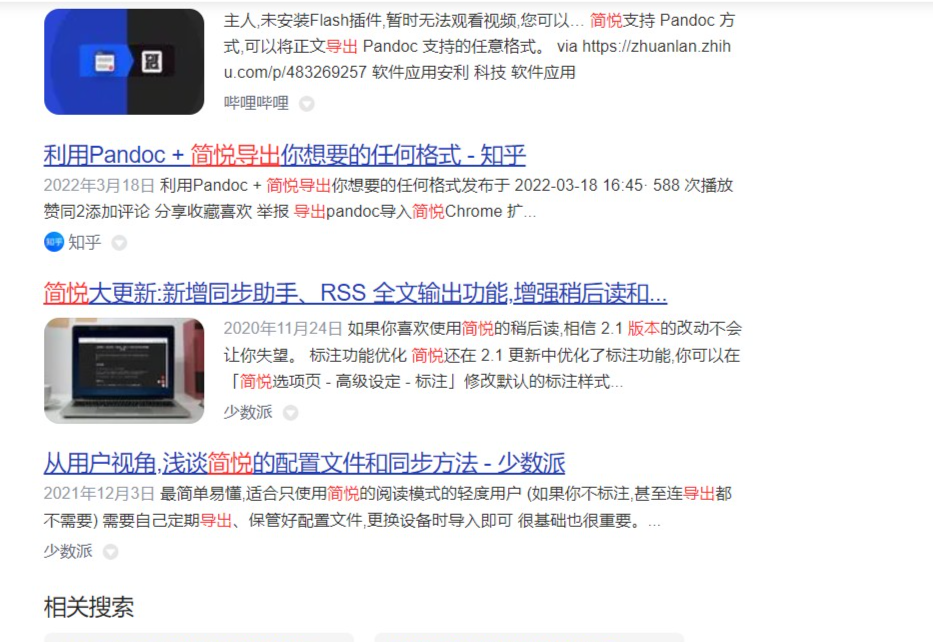 主人,未安装Flash插件,暂时无法观看视频,您可以... 简悦支持 Pandoc 方
式,可以将正文导出 Pandoc 支持的任意格式。 via https://zhuanlan.zhih
u.com/p/483269257 软件应用安利 科技 软件应用
哔哩哔哩
利用Pandoc + 简悦导出你想要的任何格式 - 知乎
2022年3月18日 利用Pandoc + 简悦导出你想要的任何格式发布于 2022-03-18 16:45· 588 次播放
赞同2添加评论 分享收藏喜欢 举报 导出pandoc导入简悦Chrome 扩...
知乎 知乎
简悦大更新:新增同步助手、RSS 全文输出功能,增强稍后读和...
2020年11月24日 如果你喜欢使用简悦的稍后读,相信 2.1 版本的改动不会
让你失望。 标注功能优化 简悦还在 2.1 更新中优化了标注功能,你可以在
「简悦选项页 - 高级设定 - 标注」修改默认的标注样式...
少数派
从用户视角,浅谈简悦的配置文件和同步方法 - 少数派
2021年12月3日 最简单易懂,适合只使用简悦的阅读模式的轻度用户 (如果你不标注,甚至连导出都
不需要) 需要自己定期导出、保管好配置文件,更换设备时导入即可 很基础也很重要。...
少数派
相关搜索